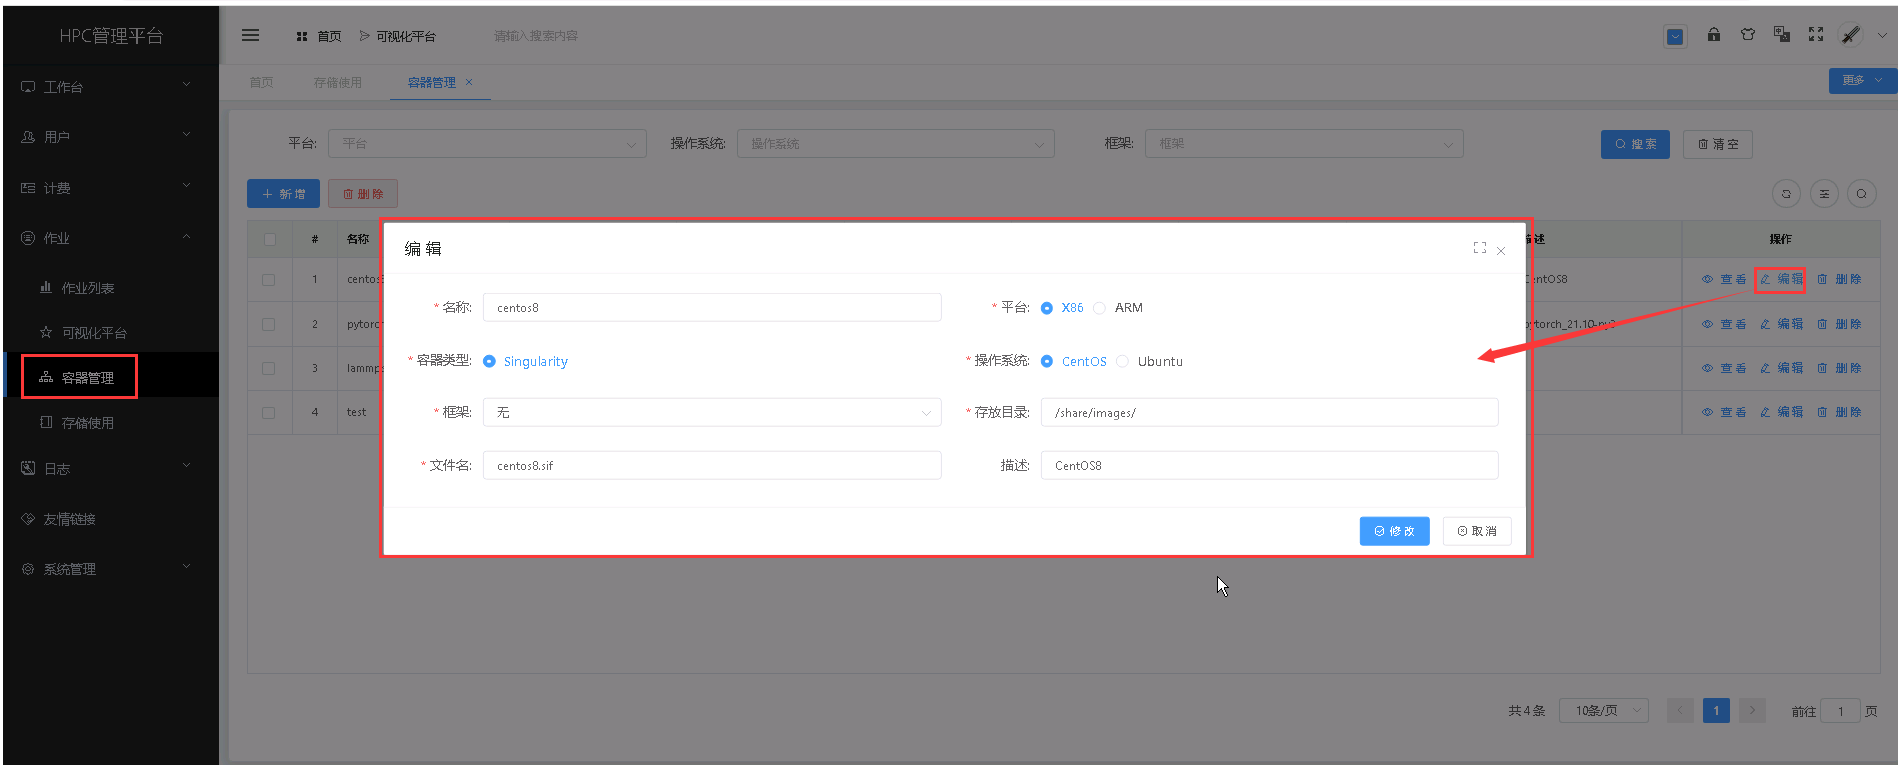 HPC管理平台
首页 可视化平台 请输入搜索内容
首页 存储使用 容器管理 ×
更多
工作台
用户
计费
作业
作业列表
可视化平台
容器管理
存储使用
日志
友情链接
系统管理
平台: 平台 操作系统: 操作系统 框架: 框架 搜索 清空
+ 新增 删除
# 名称 描述 操作
1 centos8 CentOS8 查看 编辑 删除
2 pytorch pytorch_21.10-py3 查看 编辑 删除
3 lammps 查看 编辑 删除
4 test 查看 编辑 删除
编辑
* 名称: centos8 * 平台: X86 ARM
* 容器类型: Singularity * 操作系统: CentOS Ubuntu
* 框架: 无 * 存放目录: /share/images/
* 文件名: centos8.sif 描述: CentOS8
修改 取消
共 4 条 10条/页 < 1 > 前往 1 页